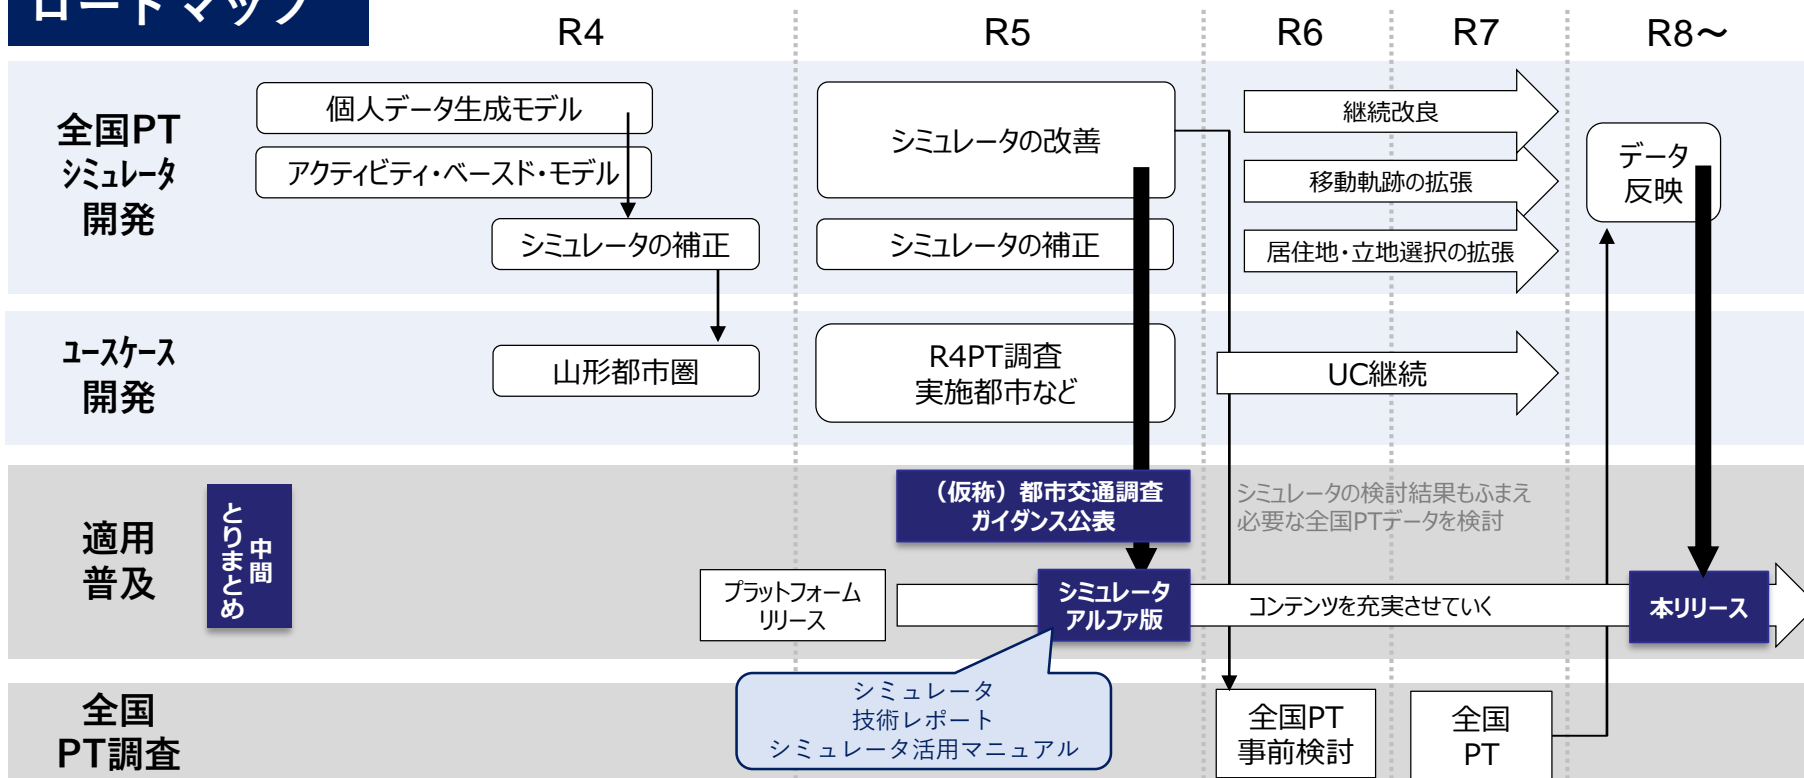 ロードマップ
R4
R5
R6
R7
R8～
全国PT
シミュレータ
開発
個人データ生成モデル
アクティビティ・ベースド・モデル
シミュレータの補正
シミュレータの改善
シミュレータの補正
継続改良
移動軌跡の拡張
居住地・立地選択の拡張
データ
反映
ユースケース
開発
山形都市圏
R4PT調査
実施都市など
UC継続
適用
普及
中間
とりまとめ
プラットフォーム
リリース
（仮称）都市交通調査
ガイダンス公表
シミュレータ
アルファ版
シミュレータの検討結果もふまえ
必要な全国PTデータを検討
コンテンツを充実させていく
本リリース
シミュレータ
技術レポート
シミュレータ活用マニュアル
全国
PT調査
全国PT
事前検討
全国
PT